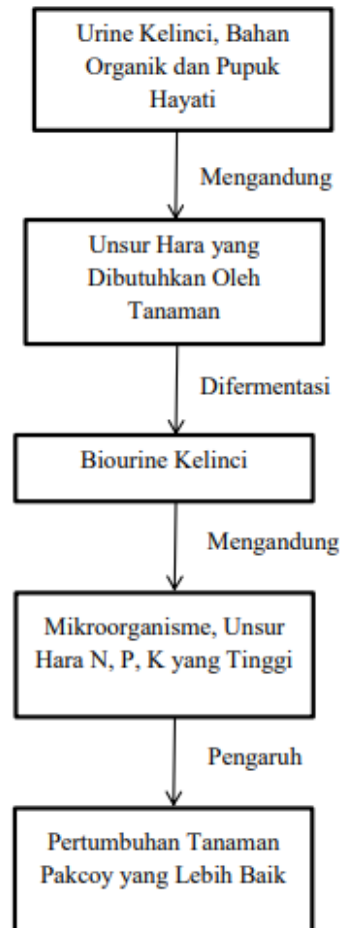 Urine Kelinci, Bahan
Organik dan Pupuk
Hayati
Mengandung
Unsur Hara yang
Dibutuhkan Oleh
Tanaman
Difermentasi
Biourine Kelinci
Mengandung
Mikroorganisme, Unsur
Hara N, P, K yang Tinggi
Pengaruh
Pertumbuhan Tanaman
Pakcoy yang Lebih Baik